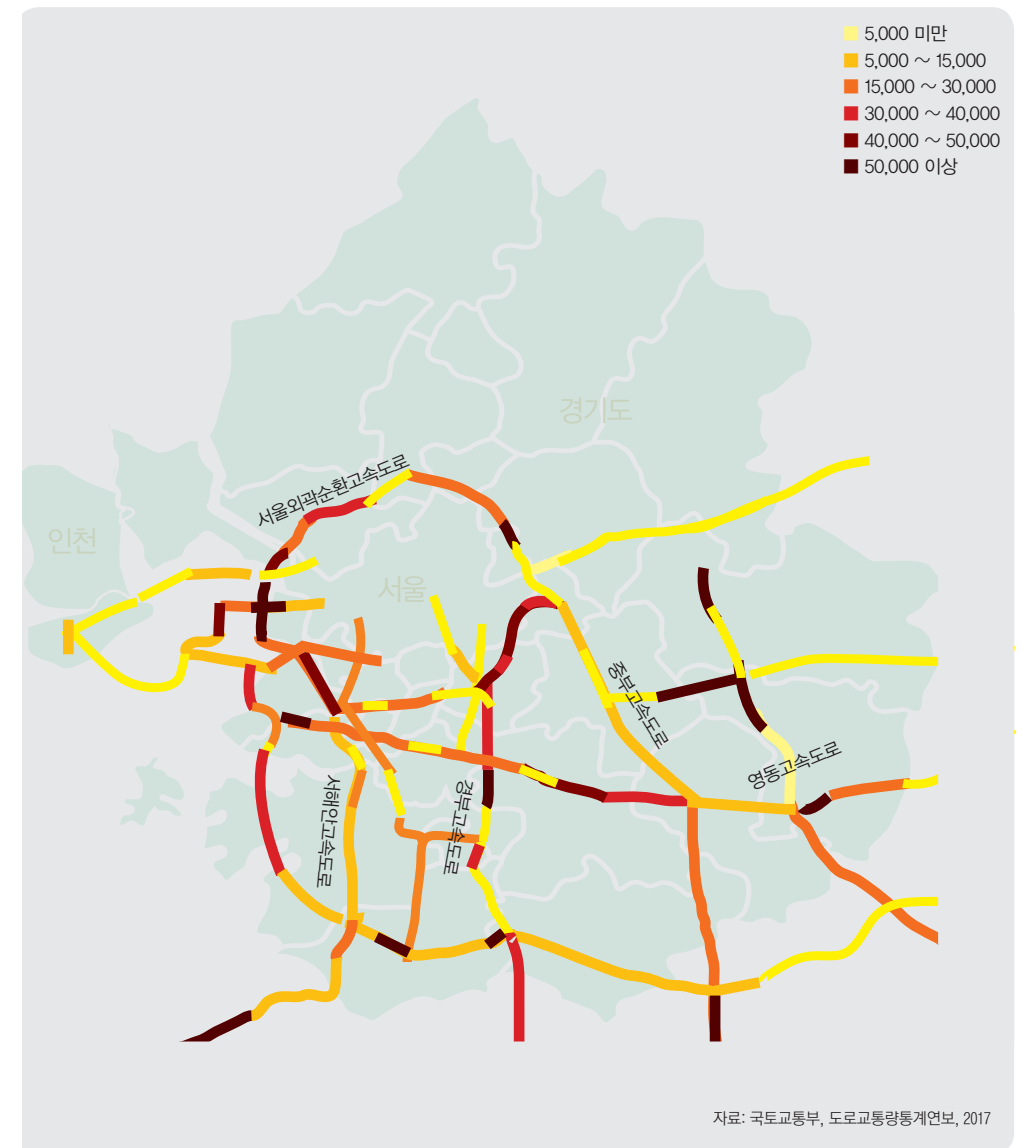 5,000 미만
5,000 ~ 15,000
15,000 ~ 30,000
30,000 ~ 40,000
40,000 ~ 50,000
50,000 이상
경기도
서울외곽순환고속도로
인천
서울
중부고속도로
영동고속도로
서해안고속도로
경부고속도로
자료: 국토교통부, 도로교통량통계연보, 2017